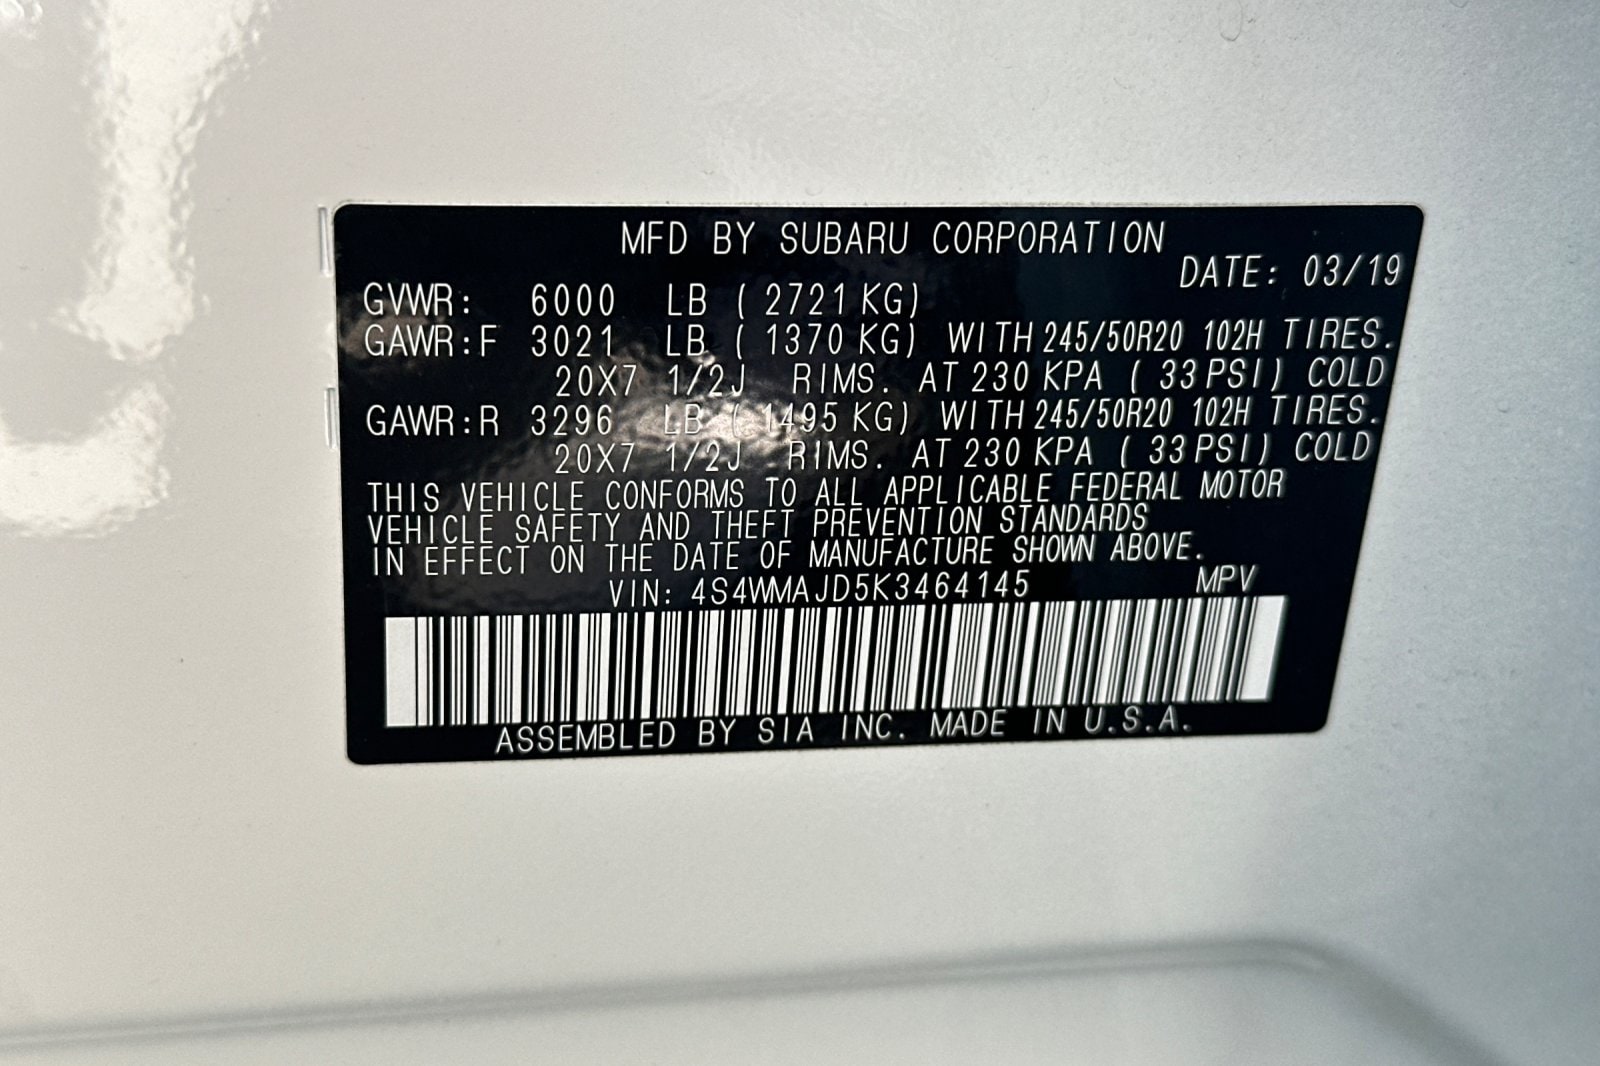 MFD BY SUBARU CORPORATION
DATE: 03/19
GVWR: 6000 LB ( 2721 KG)
GAWR:F 3021 LB ( 1370 KG) WITH 245/50R20 102H TIRES.
20X7 1/2J RIMS. AT 230 KPA ( 33 PSI) COLD
GAWR:R 3296 LB ( 1495 KG) WITH 245/50R20 102H TIRES.
20X7 1/2J RIMS. AT 230 KPA ( 33 PSI) COLD
THIS VEHICLE CONFORMS TO ALL APPLICABLE FEDERAL MOTOR
VEHICLE SAFETY AND THEFT PREVENTION STANDARDS
IN EFFECT ON THE DATE OF MANUFACTURE SHOWN ABOVE.
VIN: 4S4WMAJD5K3464145 MPV
ASSEMBLED BY SIA INC. MADE IN U.S.A.